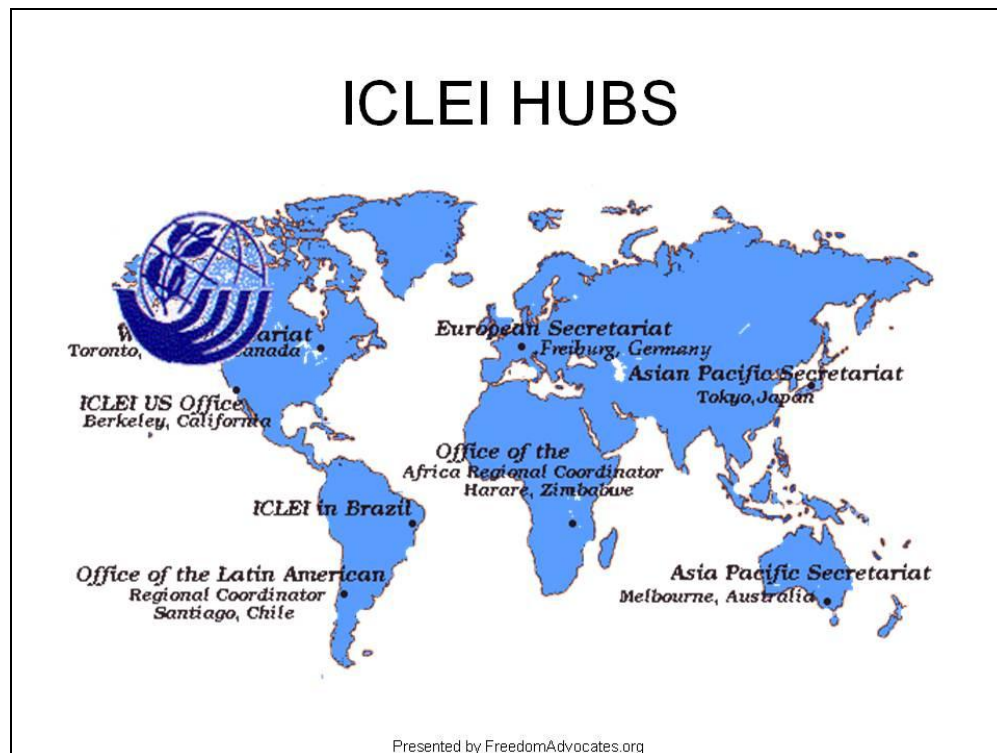 ICLEI HUBS
European Secretariat
Freiburg, Germany
Toronto, Canada
Asian Pacific Secretariat
Tokyo,Japan
ICLEI US Office
Berkeley, California
Office of the
Africa Regional Coordinator
Harare, Zimbabwe
ICLEI in Brazil
Office of the Latin American
Regional Coordinator
Santiago, Chile
Asia Pacific Secretariat
Melbourne, Australia
Presented by FreedomAdvocates.org